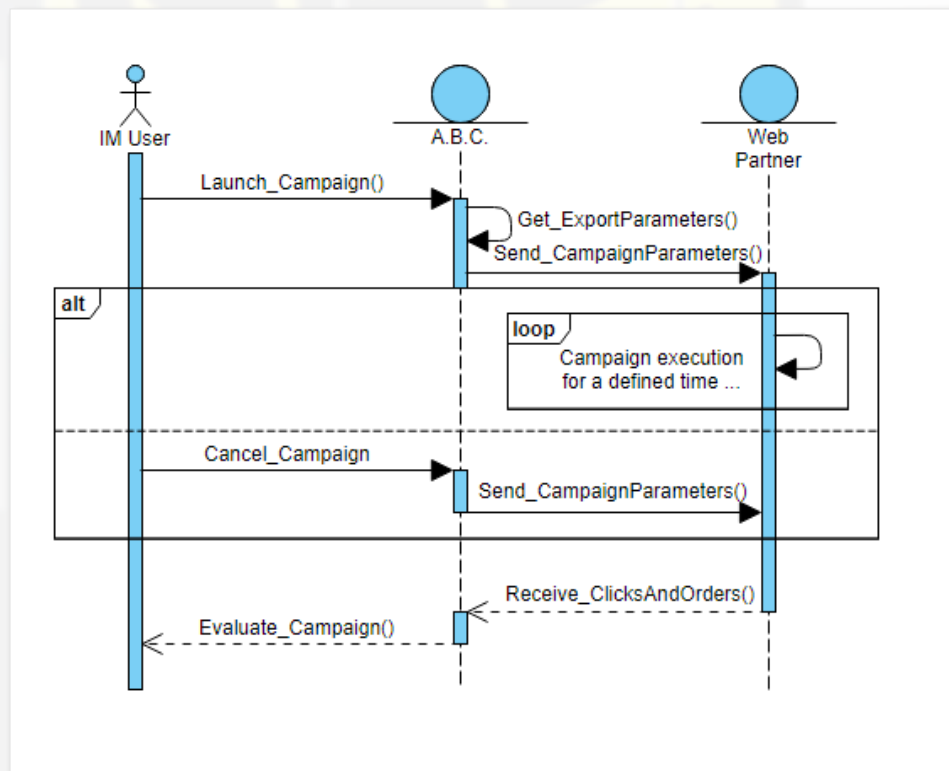 IM User
A.B.C.
Web
Partner
Launch_Campaign()
Get_ExportParameters()
Send_CampaignParameters()
alt
loop
Campaign execution
for a defined time ...
Cancel_Campaign
Send_CampaignParameters()
Receive_ClicksAndOrders()
Evaluate_Campaign()